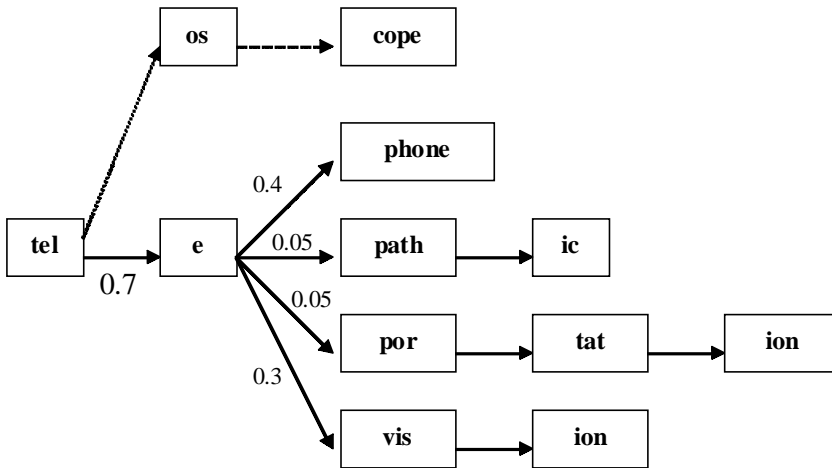 os
cope
phone
0.4
tel
e
0.05
path
ic
0.7
0.05
por
tat
ion
0.3
vis
ion